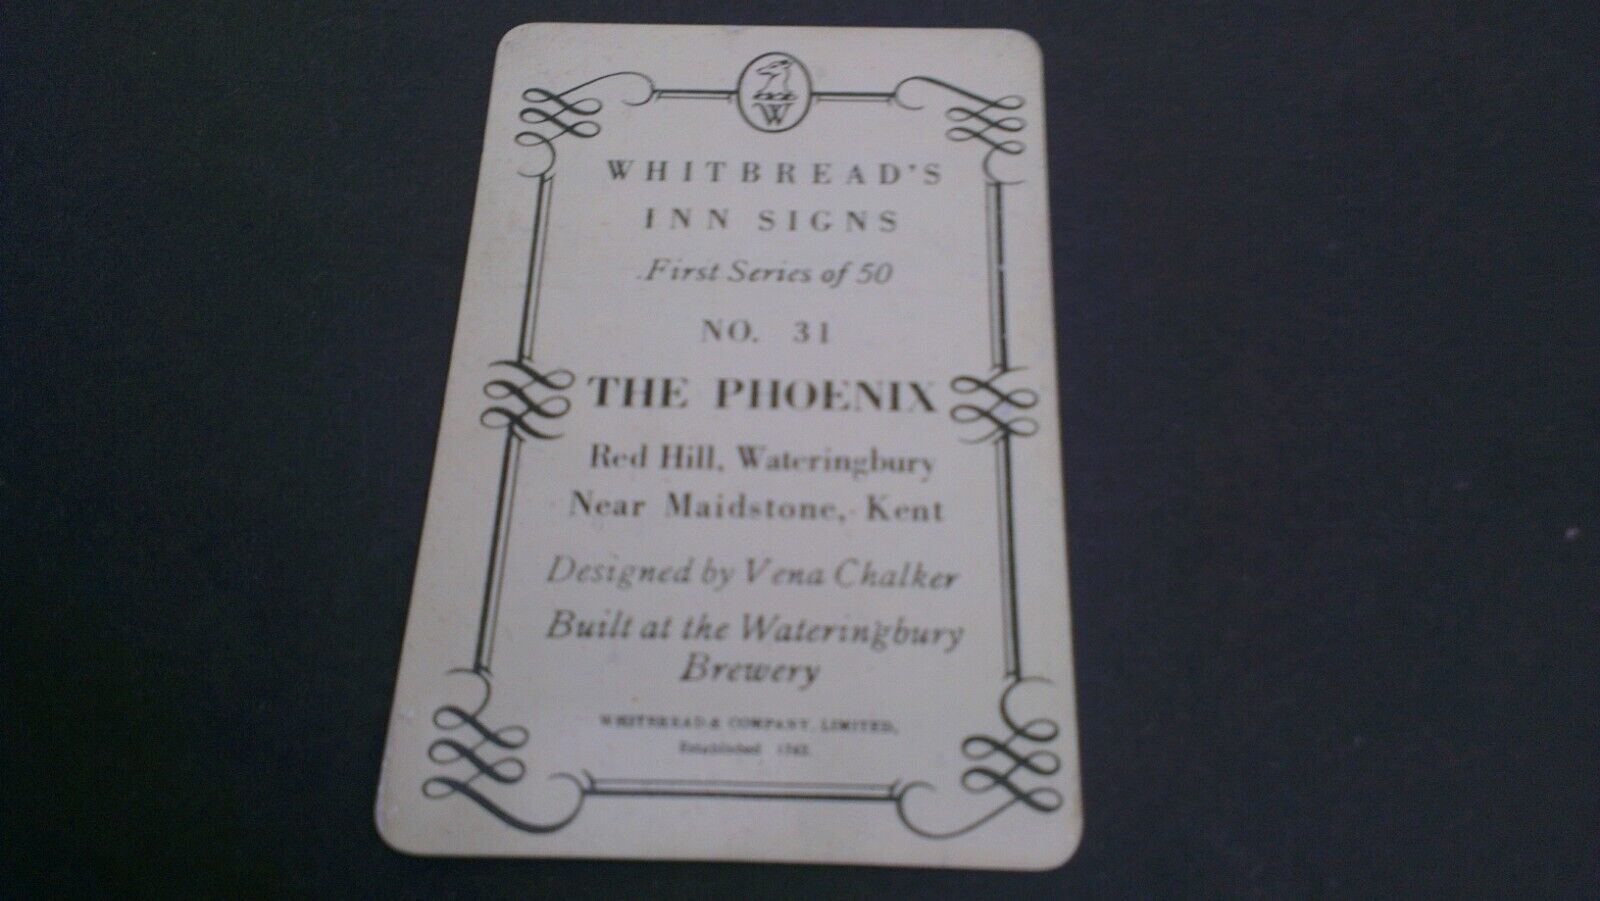 W
WHITBREAD'S
INN SIGNS
First Series of 50
NO. 31
THE PHOENIX
Red Hill, Wateringbury
Near Maidstone, Kent
Designed by Vena Chalker
Built at the Wateringbury
Brewery
WHITBREAD & COMPANY, LIMITED,
Established 1742